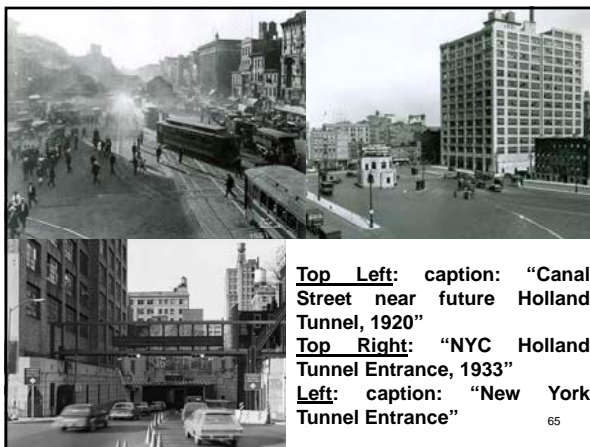 Top Left: caption: “Canal
Street near future Holland
Tunnel, 1920”
Top Right: “NYC Holland
Tunnel Entrance, 1933”
Left: caption: “New York
Tunnel Entrance”
65